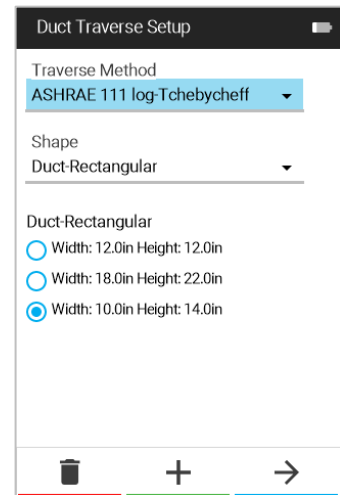 Duct Traverse Setup
Traverse Method
ASHRAE 111 log-Tchebycheff
Shape
Duct-Rectangular
Duct-Rectangular
Width: 12.0in Height: 12.0in
Width: 18.0in Height: 22.0in
Width: 10.0in Height: 14.0in